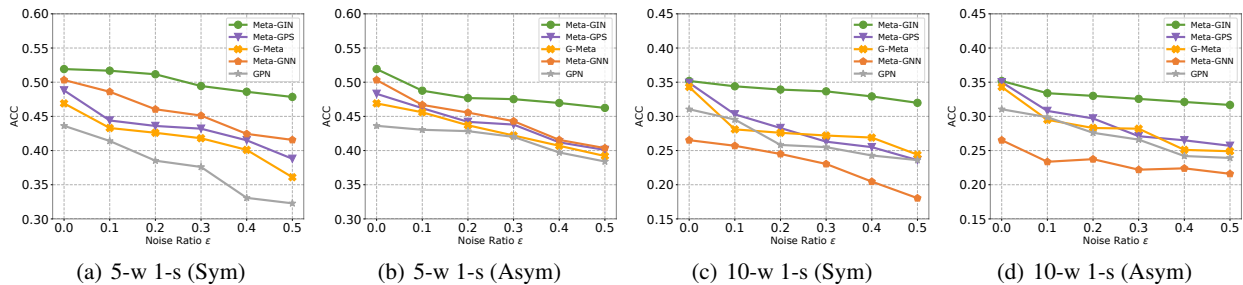 ACC
0.60
0.55
0.50
0.45
0.40
0.35
0.30
0.0 0.1 0.2 0.3 0.4 0.5
Noise Ratio ε
Meta-GIN
Meta-GPS
G-Meta
Meta-GNN
GPN
(a) 5-w 1-s (Sym)
ACC
0.60
0.55
0.50
0.45
0.40
0.35
0.30
0.0 0.1 0.2 0.3 0.4 0.5
Noise Ratio ε
Meta-GIN
Meta-GPS
G-Meta
Meta-GNN
GPN
(b) 5-w 1-s (Asym)
ACC
0.45
0.40
0.35
0.30
0.25
0.20
0.15
0.0 0.1 0.2 0.3 0.4 0.5
Noise Ratio ε
Meta-GIN
Meta-GPS
G-Meta
Meta-GNN
GPN
(c) 10-w 1-s (Sym)
ACC
0.45
0.40
0.35
0.30
0.25
0.20
0.15
0.0 0.1 0.2 0.3 0.4 0.5
Noise Ratio ε
Meta-GIN
Meta-GPS
G-Meta
Meta-GNN
GPN
(d) 10-w 1-s (Asym)